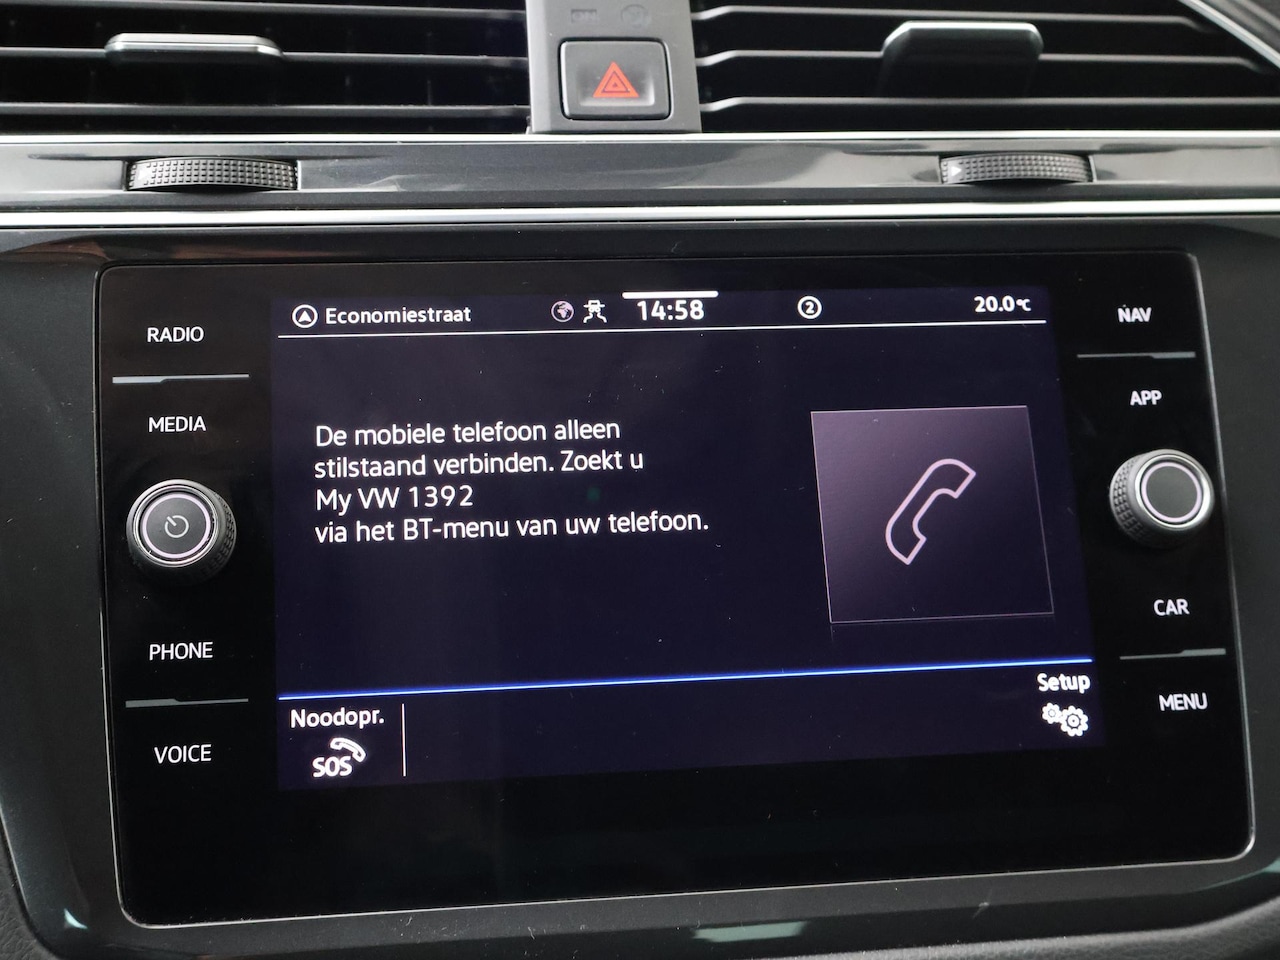 Economiestraat 14:58 2 20.0°C
RADIO
MEDIA
PHONE
VOICE
De mobiele telefoon alleen
stilstaand verbinden. Zoekt u
My VW 1392
via het BT-menu van uw telefoon.
Noodopr.
SOS
Setup
NAV
APP
CAR
MENU